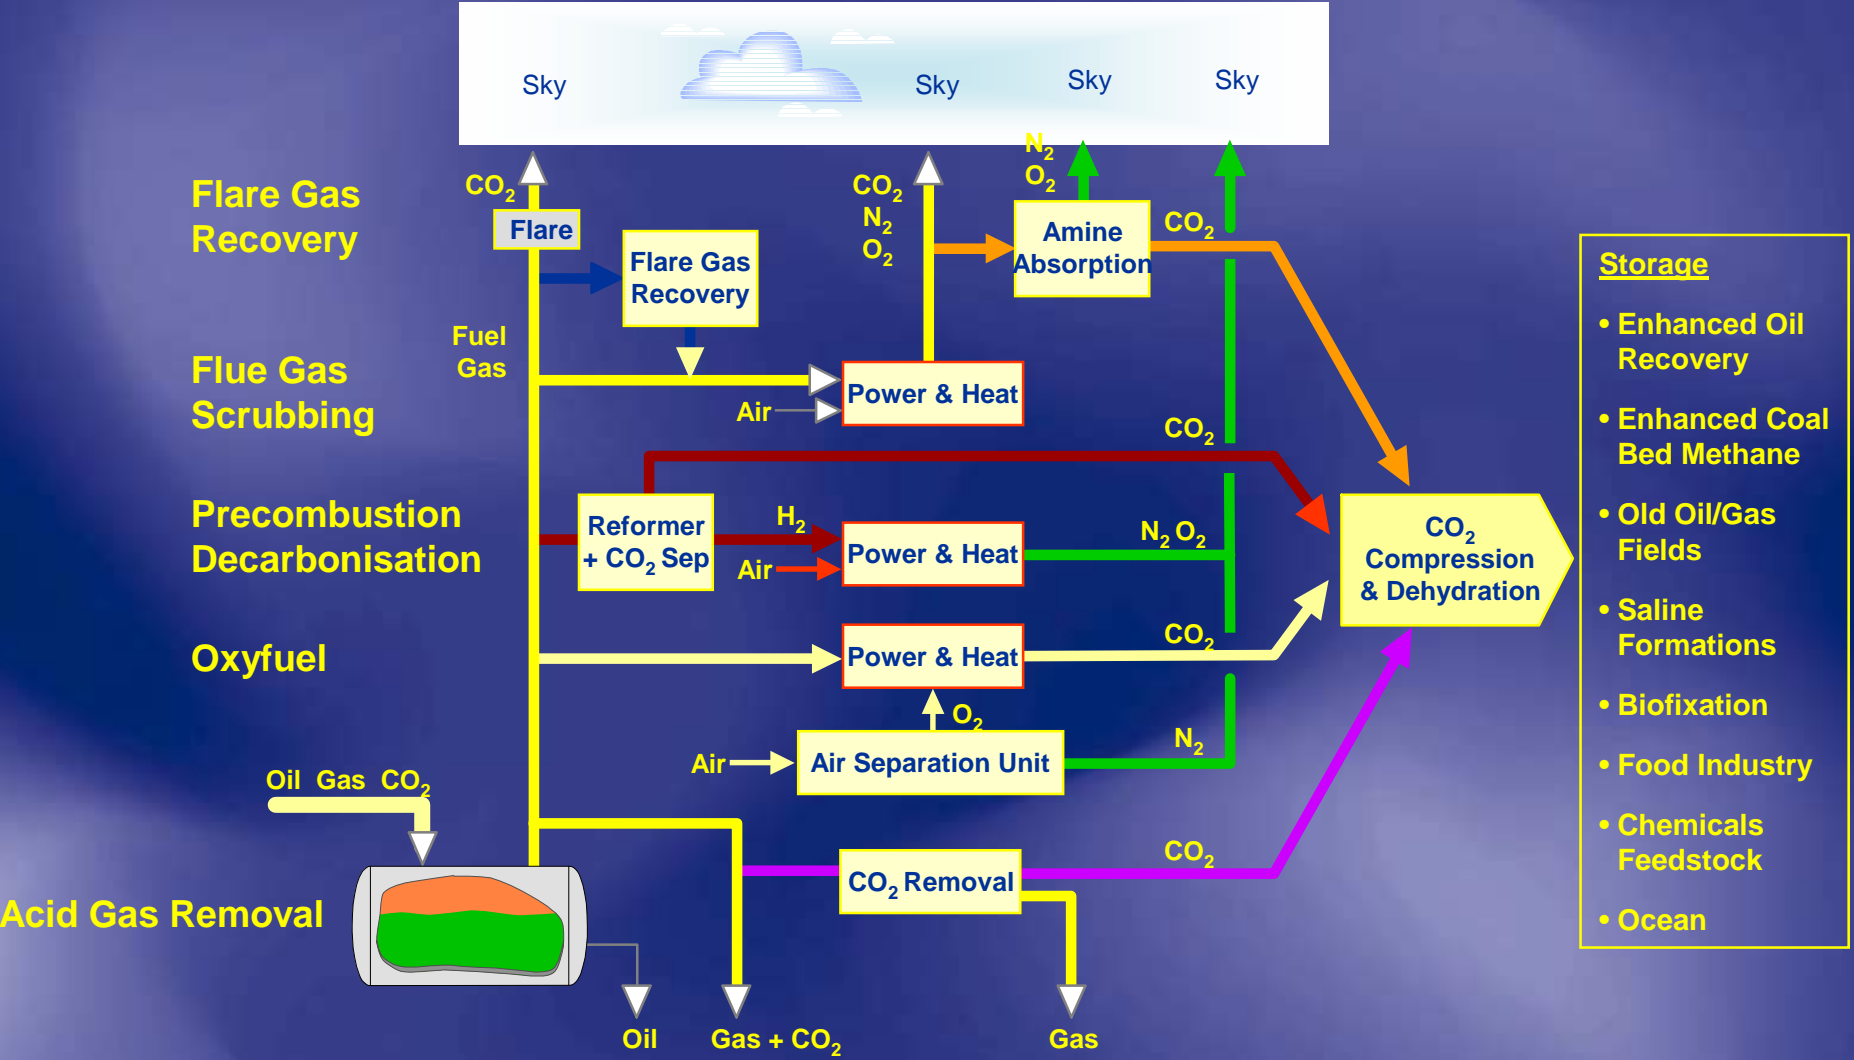 Sky
Sky
Sky
Sky
Flare Gas
Recovery
CO2
Flare
Flare Gas
Recovery
CO2
N2
O2
N2
O2
Amine
Absorption
CO2
Fuel
Gas
Flue Gas
Scrubbing
Air
Power & Heat
CO2
Precombustion
Decarbonisation
Reformer
+ CO2 Sep
H2
Air
Power & Heat
N2 O2
CO2
Compression
& Dehydration
Oxyfuel
Power & Heat
CO2
O2
Air
Air Separation Unit
N2
Oil Gas CO2
Acid Gas Removal
CO2 Removal
CO2
Oil
Gas + CO2
Gas
Storage
• Enhanced Oil
Recovery
• Enhanced Coal
Bed Methane
• Old Oil/Gas
Fields
• Saline
Formations
• Biofixation
• Food Industry
• Chemicals
Feedstock
• Ocean